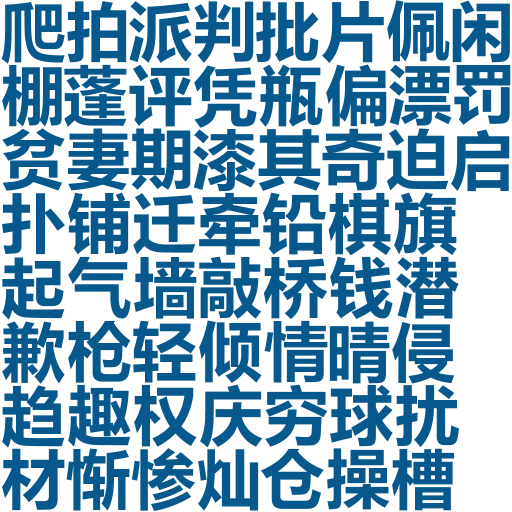 爬拍派判批片佩闲
棚蓬评凭瓶偏漂罚
贫妻期漆其奇迫启
扑铺迁牵铅棋旗
起气墙敲桥钱潜
歉枪轻倾情晴侵
趋趣权庆穷球扰
材惭惨灿仓操槽